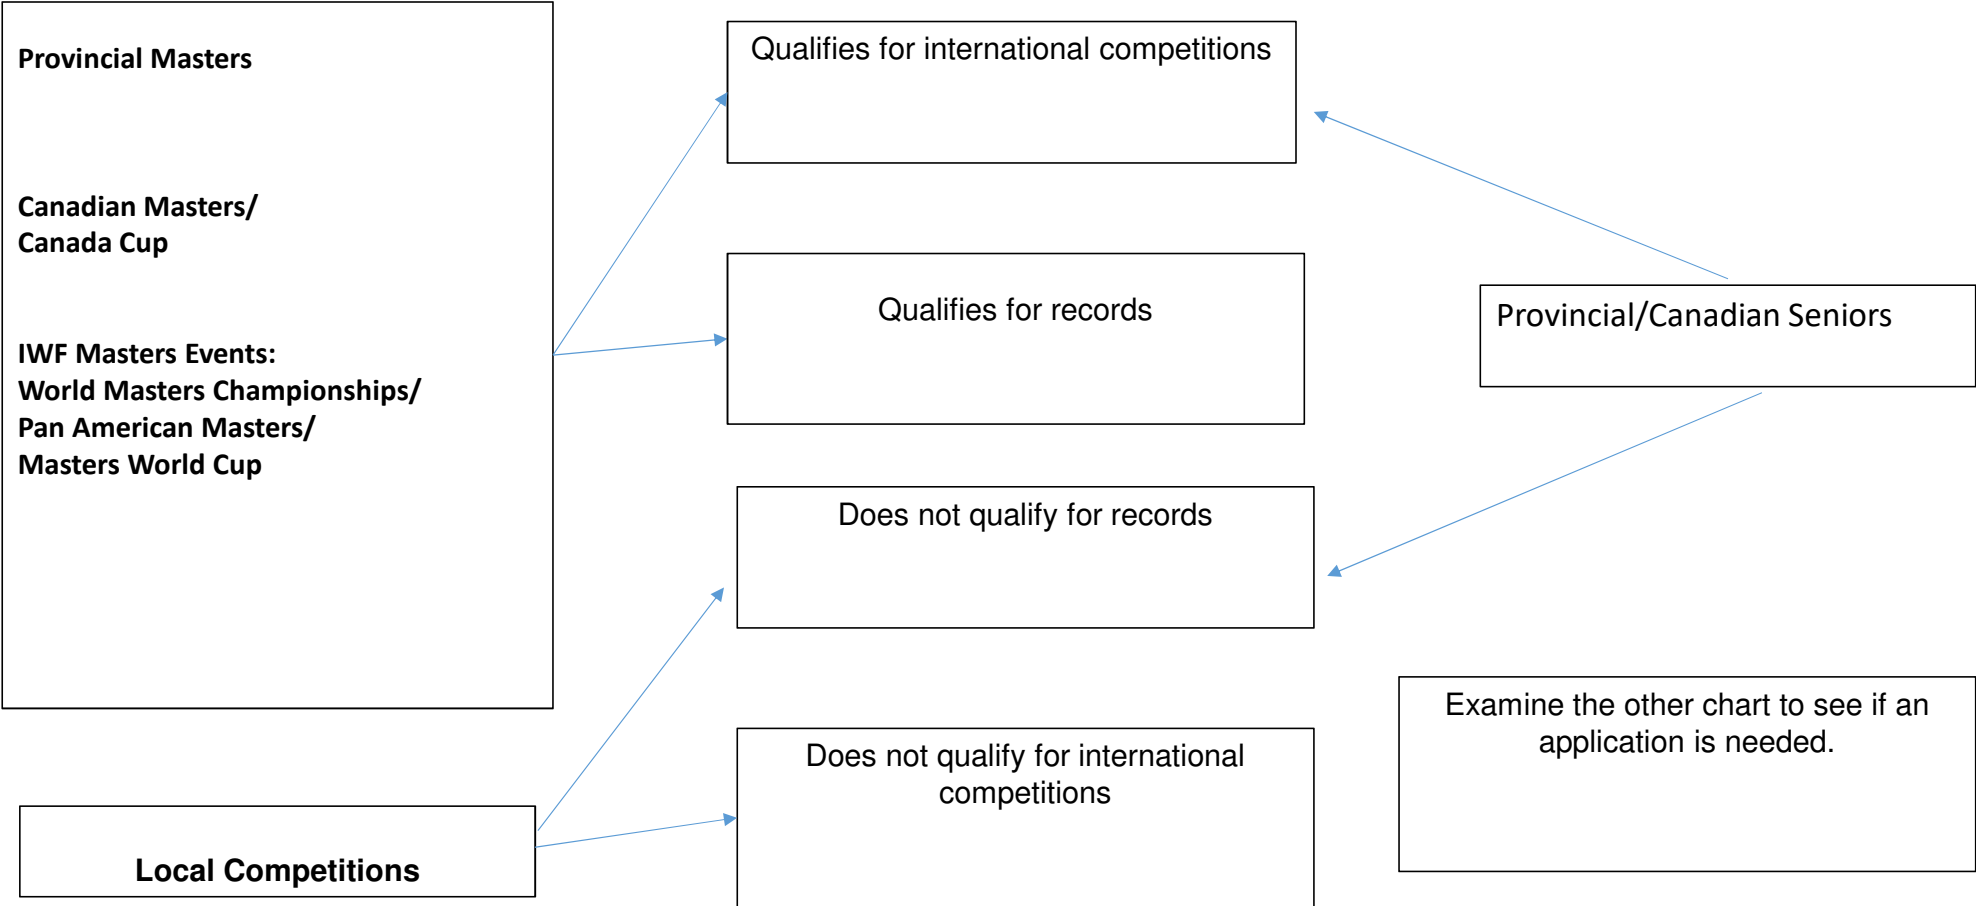 Provincial Masters
Canadian Masters/
Canada Cup
IWF Masters Events:
World Masters Championships/
Pan American Masters/
Masters World Cup
Local Competitions
Qualifies for international competitions
Qualifies for records
Does not qualify for records
Does not qualify for international
competitions
Provincial/Canadian Seniors
Examine the other chart to see if an
application is needed.